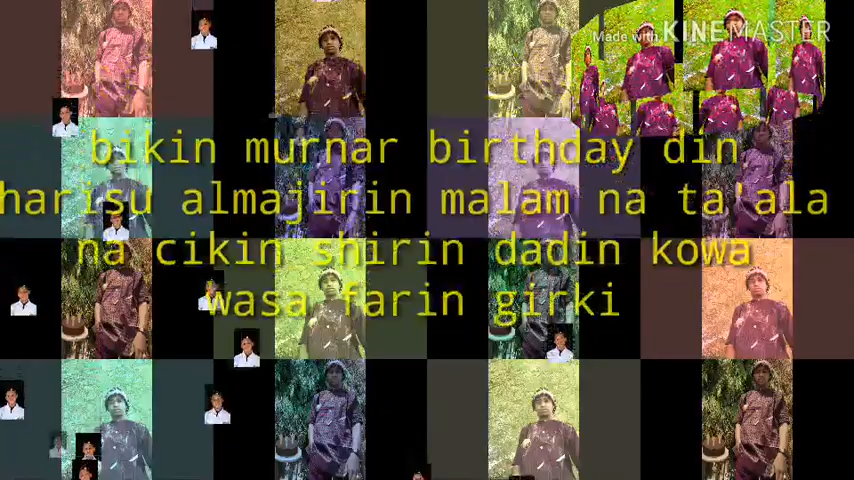 Made with KINEMASTER
bikin murnar birthday din
harisu almajirin malam na ta'ala
na cikin shirin dadin kowa
wasa farin girki